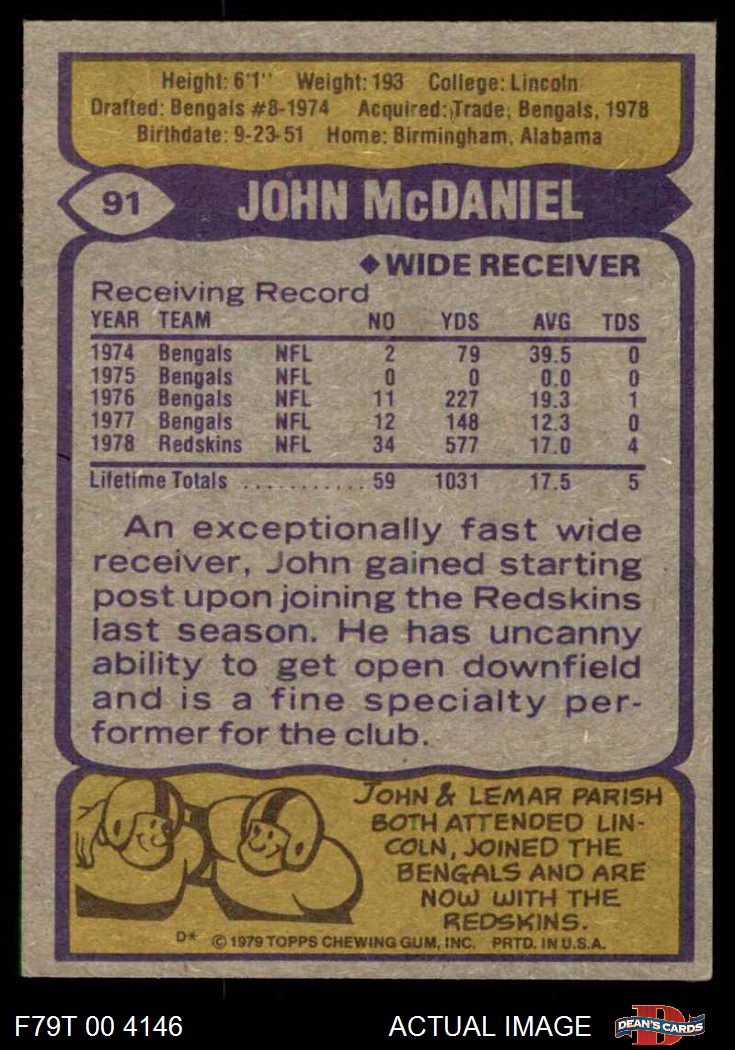 Height: 6'1" Weight: 193 College: Lincoln
Drafted: Bengals #8-1974 Acquired: Trade, Bengals, 1978
Birthdate: 9-23-51 Home: Birmingham, Alabama
91 JOHN McDANIEL
◆WIDE RECEIVER
Receiving Record
YEAR TEAM NO YDS AVG TDS
1974 Bengals NFL 2 79 39.5 0
1975 Bengals NFL 0 0 0.0 0
1976 Bengals NFL 11 227 19.3 1
1977 Bengals NFL 12 148 12.3 0
1978 Redskins NFL 34 577 17.0 4
Lifetime Totals ........... 59 1031 17.5 5
An exceptionally fast wide
receiver, John gained starting
post upon joining the Redskins
last season. He has uncanny
ability to get open downfield
and is a fine specialty per-
former for the club.
JOHN & LEMAR PARISH
BOTH ATTENDED LIN-
COLN, JOINED THE
BENGALS AND ARE
NOW WITH THE
REDSKINS.
D* © 1979 TOPPS CHEWING GUM, INC. PRTD. IN U.S.A.
F79T 00 4146 ACTUAL IMAGE DEAN'S CARDS